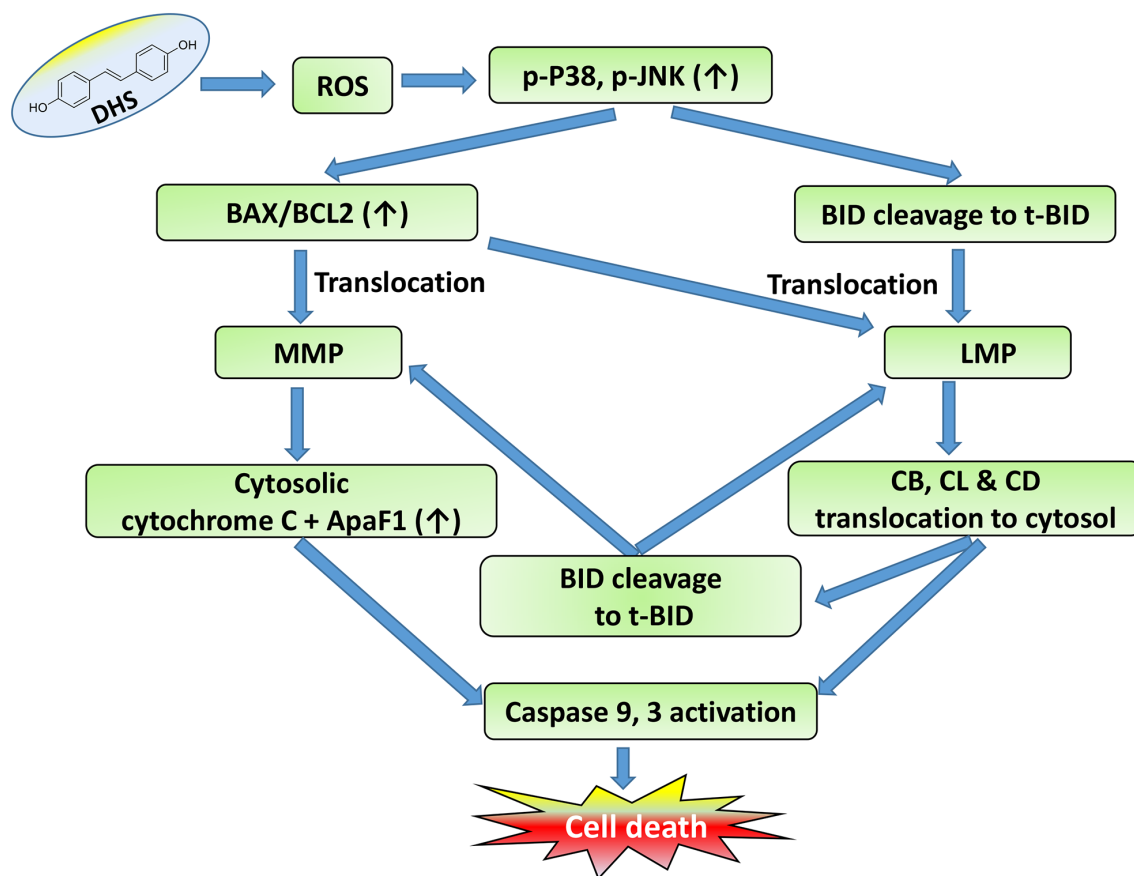 OH
HO
DHS
ROS
p-P38, p-JNK (↑)
BAX/BCL2 (↑)
BID cleavage to t-BID
Translocation
Translocation
MMP
LMP
Cytosolic
cytochrome C + ApaF1 (↑)
CB, CL & CD
translocation to cytosol
BID cleavage
to t-BID
Caspase 9, 3 activation
Cell death